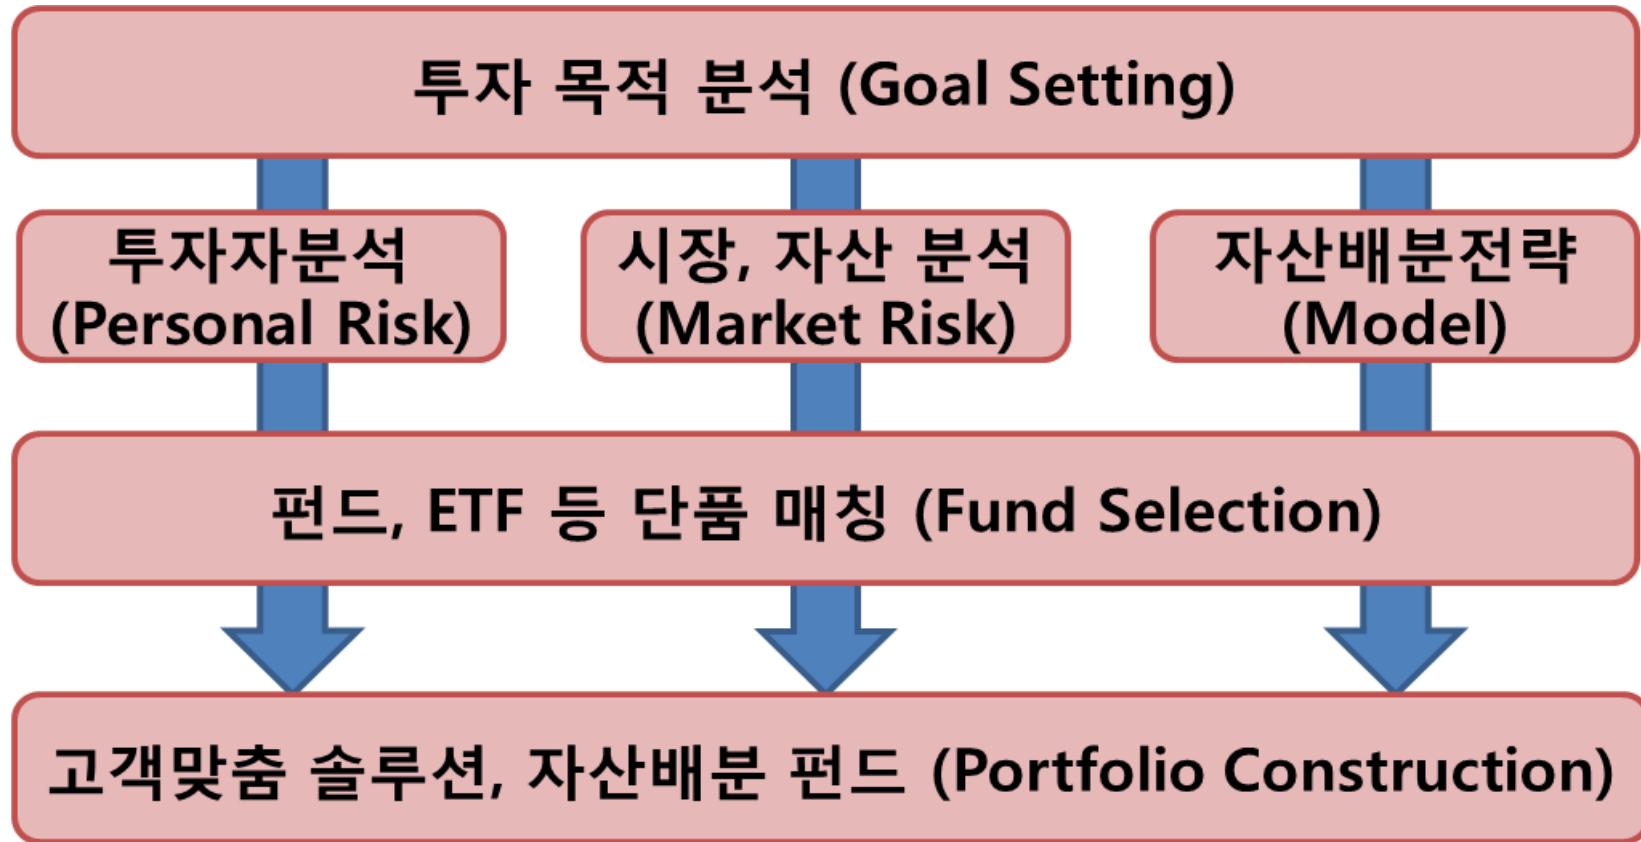 투자 목적 분석 (Goal Setting)
투자자분석
(Personal Risk)
시장, 자산 분석
(Market Risk)
자산배분전략
(Model)
펀드, ETF 등 단품 매칭 (Fund Selection)
고객맞춤 솔루션, 자산배분 펀드 (Portfolio Construction)